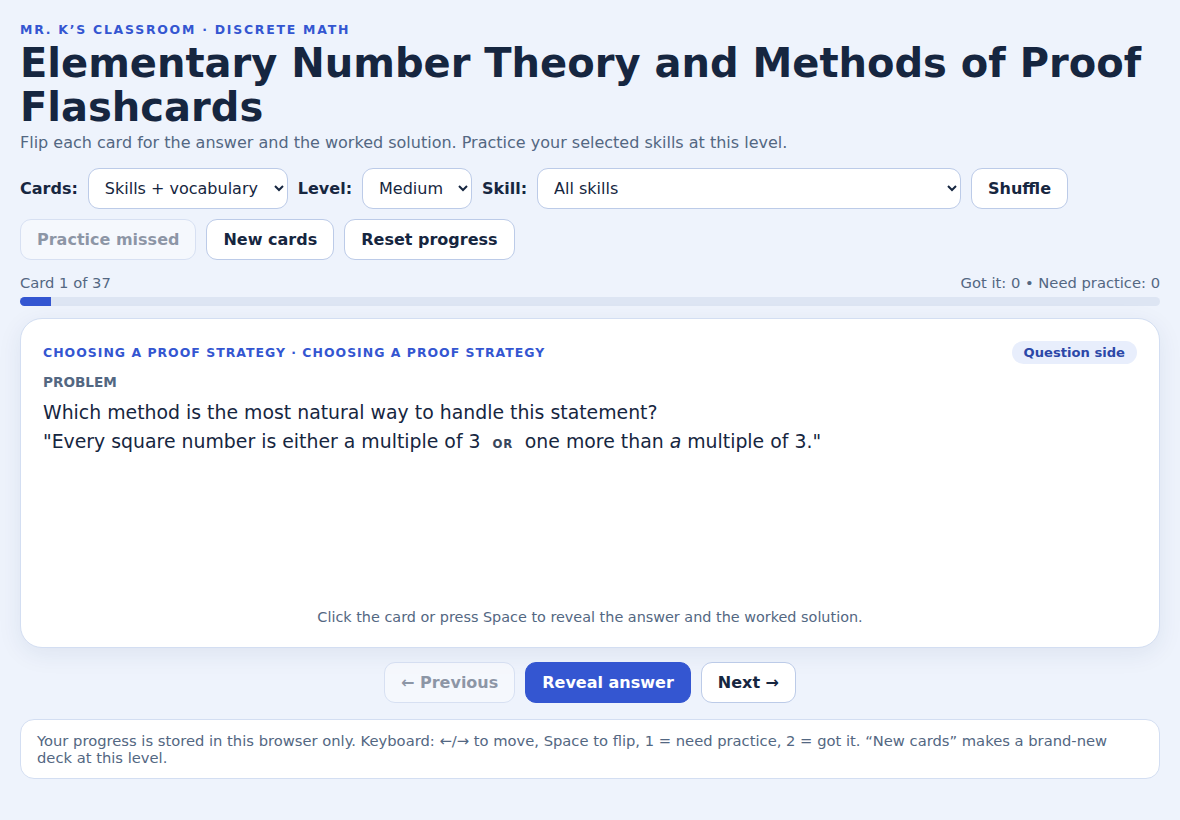 MR. K’S CLASSROOM · DISCRETE MATH
Elementary Number Theory and Methods of Proof
Flashcards
Flip each card for the answer and the worked solution. Practice your selected skills at this level.
Cards: Skills + vocabulary Level: Medium Skill: All skills Shuffle
Practice missed New cards Reset progress
Card 1 of 37 Got it: 0 • Need practice: 0
CHOOSING A PROOF STRATEGY · CHOOSING A PROOF STRATEGY Question side
PROBLEM
Which method is the most natural way to handle this statement?
"Every square number is either a multiple of 3 OR one more than a multiple of 3."
Click the card or press Space to reveal the answer and the worked solution.
← Previous Reveal answer Next →
Your progress is stored in this browser only. Keyboard: ←/→ to move, Space to flip, 1 = need practice, 2 = got it. “New cards” makes a brand-new
deck at this level.